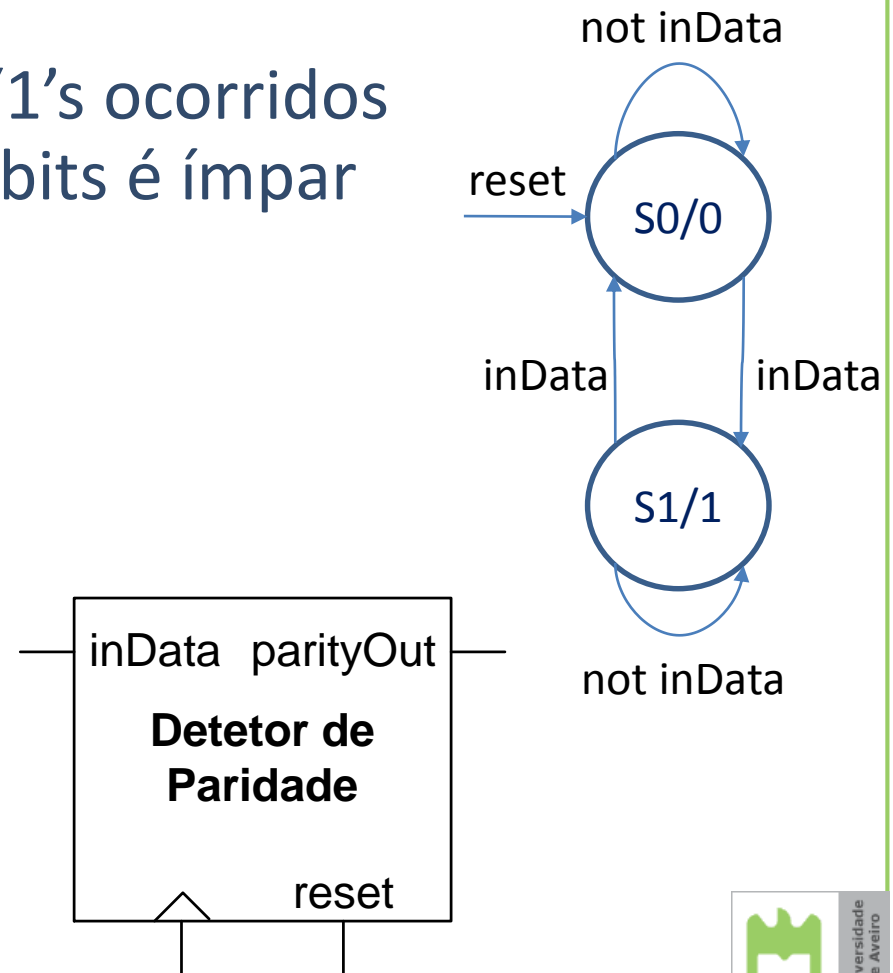 not inData
1’s ocorridos
bits é ímpar
reset
S0/0
inData
inData
S1/1
not inData
inData parityOut
Detetor de
Paridade
reset